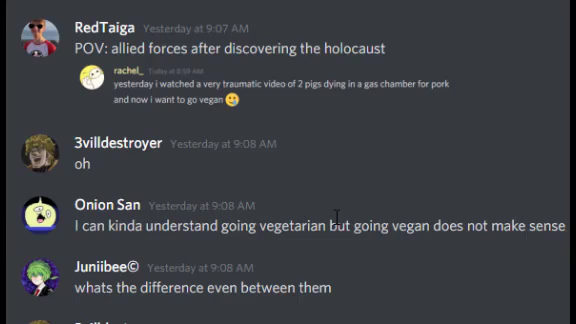 RedTaiga Yesterday at 9:07 AM
POV: allied forces after discovering the holocaust
rachel_ Today at 8:59 AM
yesterday i watched a very traumatic video of 2 pigs dying in a gas chamber for pork
and now i want to go vegan 🥲
3villdestroyer Yesterday at 9:08 AM
oh
Onion San Yesterday at 9:08 AM
I can kinda understand going vegetarian but going vegan does not make sense
Juniibee© Yesterday at 9:08 AM
whats the difference even between them